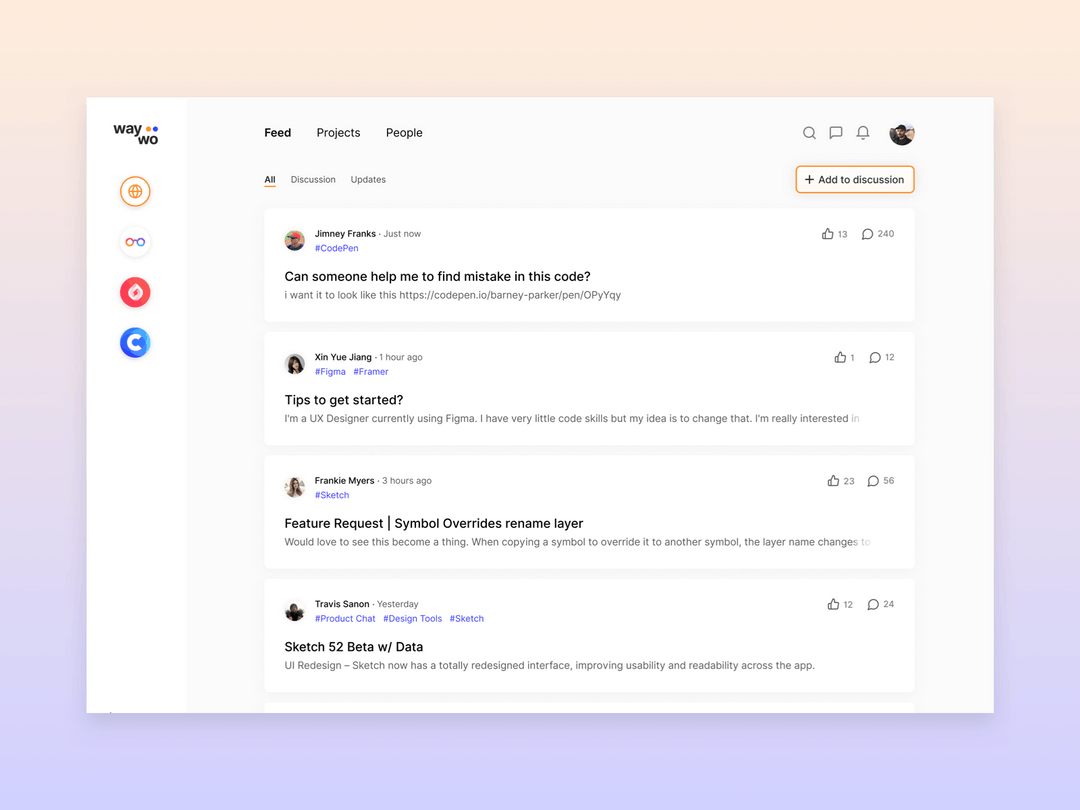 way
wo
Feed Projects People
All Discussion Updates
+ Add to discussion
Jimney Franks · Just now
13 240
#CodePen
Can someone help me to find mistake in this code?
i want it to look like this https://codepen.io/barney-parker/pen/OPyYqy
Xin Yue Jiang · 1 hour ago
1 12
#Figma #Framer
Tips to get started?
I'm a UX Designer currently using Figma. I have very little code skills but my idea is to change that. I'm really interested in
Frankie Myers · 3 hours ago
23 56
#Sketch
Feature Request | Symbol Overrides rename layer
Would love to see this become a thing. When copying a symbol to override it to another symbol, the layer name changes to
Travis Sanon · Yesterday
12 24
#Product Chat #Design Tools #Sketch
Sketch 52 Beta w/ Data
UI Redesign – Sketch now has a totally redesigned interface, improving usability and readability across the app.